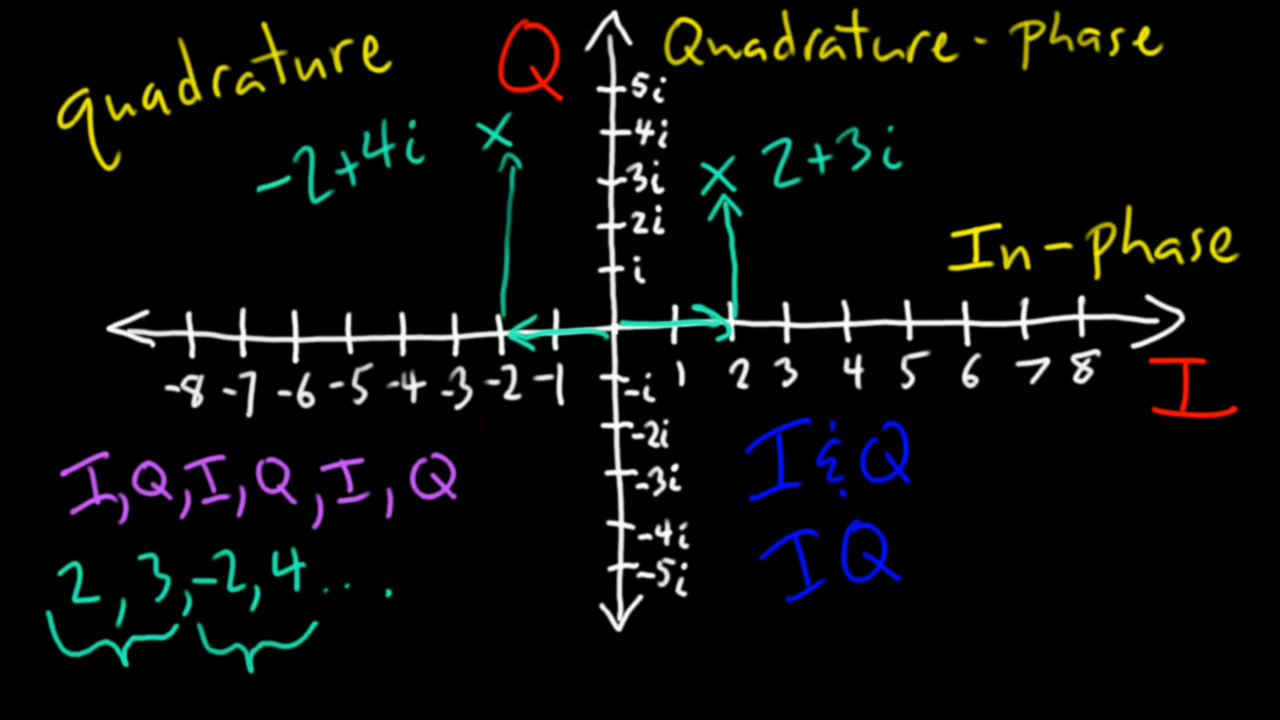 quadrature
Q
Quadrature-phase
5i
4i
3i
2i
i
-2+4i
x
x 2+3i
In-phase
-8 -7 -6 -5 -4 -3 -2 -1 1 2 3 4 5 6 7 8
I
-i
-2i
-3i
-4i
-5i
I & Q
IQ
I, Q, I, Q, I, Q
2, 3, -2, 4 ...